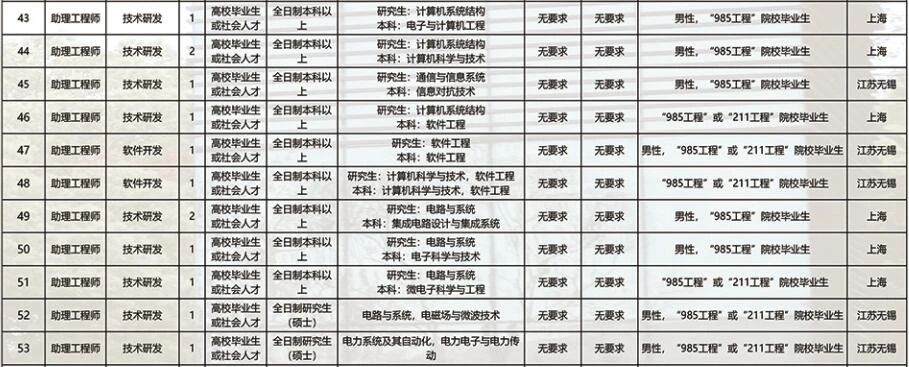 43 助理工程师 技术研发 1 高校毕业生或社会人才 全日制本科以上 研究生：计算机系统结构 本科：电子与计算机工程 无要求 无要求 男性，“985工程”院校毕业生 上海
44 助理工程师 技术研发 2 高校毕业生或社会人才 全日制本科以上 研究生：计算机系统结构 本科：计算机科学与技术 无要求 无要求 男性，“985工程”院校毕业生 上海
45 助理工程师 技术研发 1 高校毕业生或社会人才 全日制本科以上 研究生：通信与信息系统 本科：信息对抗技术 无要求 无要求 男性，“985工程”院校毕业生 江苏无锡
46 助理工程师 技术研发 1 高校毕业生或社会人才 全日制本科以上 研究生：计算机系统结构 本科：软件工程 无要求 无要求 “985工程”或“211工程”院校毕业生 上海
47 助理工程师 软件开发 1 高校毕业生或社会人才 全日制本科以上 研究生：软件工程 本科：软件工程 无要求 无要求 男性，“985工程”或“211工程”院校毕业生 江苏无锡
48 助理工程师 软件开发 1 高校毕业生或社会人才 全日制本科以上 研究生：计算机科学与技术，软件工程 本科：计算机科学与技术，软件工程 无要求 无要求 “985工程”或“211工程”院校毕业生 江苏无锡
49 助理工程师 技术研发 2 高校毕业生或社会人才 全日制本科以上 研究生：电路与系统 本科：集成电路设计与集成系统 无要求 无要求 男性，“985工程”院校毕业生 上海
50 助理工程师 技术研发 1 高校毕业生或社会人才 全日制本科以上 研究生：电路与系统 本科：电子科学与技术 无要求 无要求 男性，“985工程”院校毕业生 上海
51 助理工程师 技术研发 1 高校毕业生或社会人才 全日制本科以上 研究生：电路与系统 本科：微电子科学与工程 无要求 无要求 “985工程”或“211工程”院校毕业生 上海
52 助理工程师 技术研发 1 高校毕业生或社会人才 全日制研究生（硕士） 电路与系统，电磁场与微波技术 无要求 无要求 男性，“985工程”或“211工程”院校毕业生 江苏无锡
53 助理工程师 技术研发 1 高校毕业生或社会人才 全日制研究生（硕士） 电力系统及其自动化，电力电子与电力传动 无要求 无要求 男性，“985工程”或“211工程”院校毕业生 江苏无锡